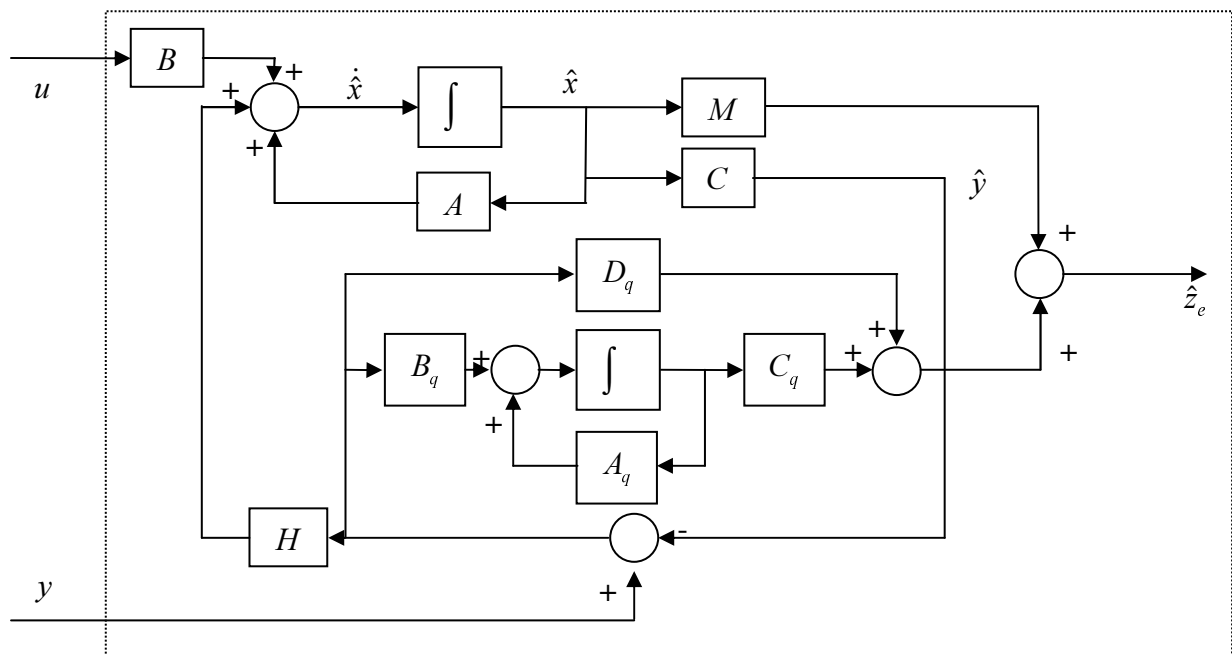 B
u
+
+
ẋ̂
∫
x̂
M
+
A
C
ŷ
+
D_q
ẑ_e
+
+
B_q
+
∫
C_q
+
+
A_q
H
-
y
+